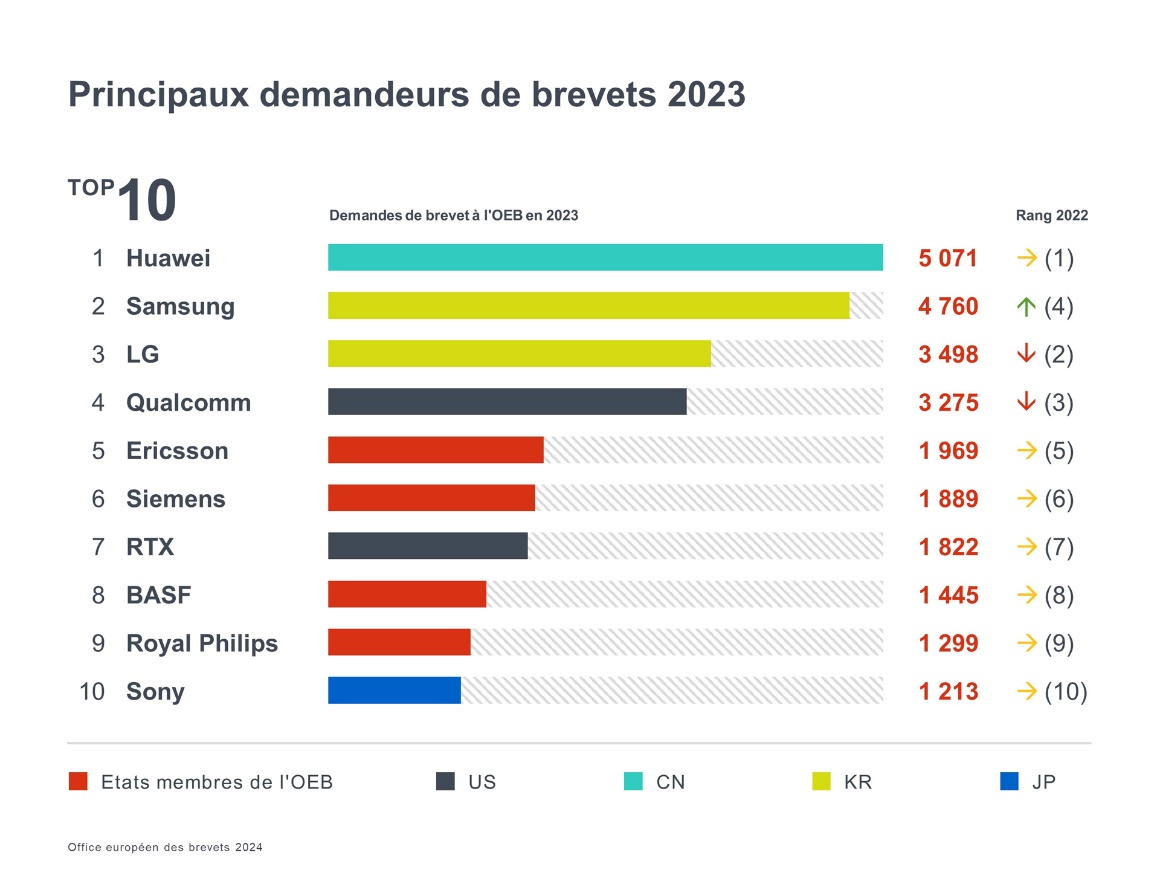 Principaux demandeurs de brevets 2023
TOP 10
Demandes de brevet à l'OEB en 2023 Rang 2022
1 Huawei 5 071 → (1)
2 Samsung 4 760 ↑ (4)
3 LG 3 498 ↓ (2)
4 Qualcomm 3 275 ↓ (3)
5 Ericsson 1 969 → (5)
6 Siemens 1 889 → (6)
7 RTX 1 822 → (7)
8 BASF 1 445 → (8)
9 Royal Philips 1 299 → (9)
10 Sony 1 213 → (10)
Etats membres de l'OEB US CN KR JP
Office européen des brevets 2024